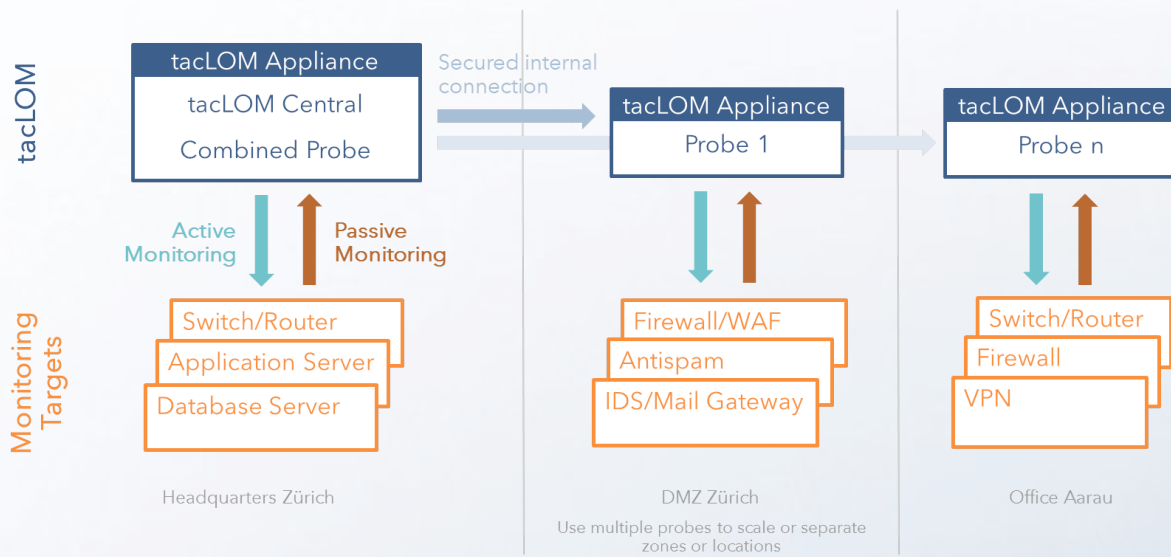 tacLOM
tacLOM Appliance
tacLOM Central
Combined Probe
Secured internal
connection
tacLOM Appliance
Probe 1
tacLOM Appliance
Probe n
Active
Monitoring
Passive
Monitoring
Monitoring
Targets
Switch/Router
Application Server
Database Server
Firewall/WAF
Antispam
IDS/Mail Gateway
Switch/Router
Firewall
VPN
Headquarters Zürich
DMZ Zürich
Use multiple probes to scale or separate
zones or locations
Office Aarau